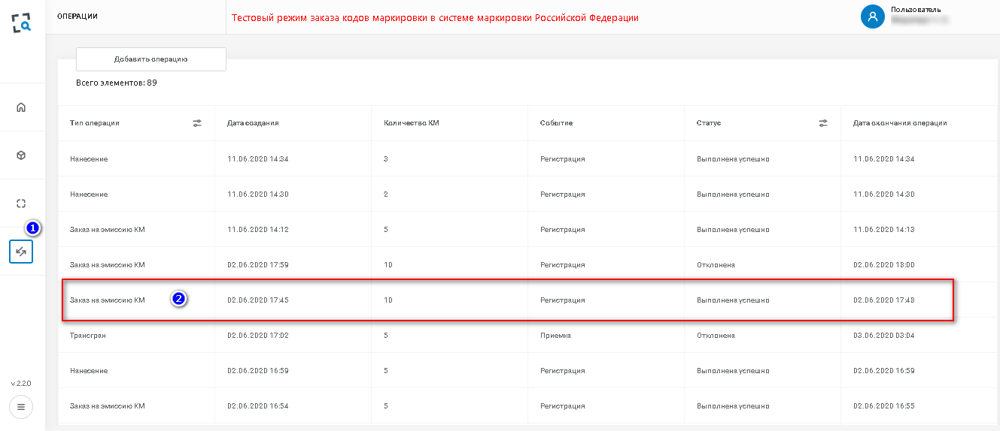 ОПЕРАЦИИ
Тестовый режим заказа кодов маркировки в системе маркировки Российской Федерации
Пользователь
Добавить операцию
Всего элементов: 89
Тип операции Дата создания Количество КМ Событие Статус Дата окончания операции
Нанесение 11.06.2020 14:34 3 Регистрация Выполнена успешно 11.06.2020 14:34
Нанесение 11.06.2020 14:30 2 Регистрация Выполнена успешно 11.06.2020 14:30
1
Заказ на эмиссию КМ 11.06.2020 14:12 5 Регистрация Выполнена успешно 11.06.2020 14:13
Заказ на эмиссию КМ 02.06.2020 17:59 10 Регистрация Отклонена 02.06.2020 18:00
Заказ на эмиссию КМ 2 02.06.2020 17:45 10 Регистрация Выполнена успешно 02.06.2020 17:48
Трансгран 02.06.2020 17:02 5 Приемка Отклонена 03.06.2020 03:04
Нанесение 02.06.2020 16:59 5 Регистрация Выполнена успешно 02.06.2020 16:59
v.2.2.0
Заказ на эмиссию КМ 02.06.2020 16:54 5 Регистрация Выполнена успешно 02.06.2020 16:55